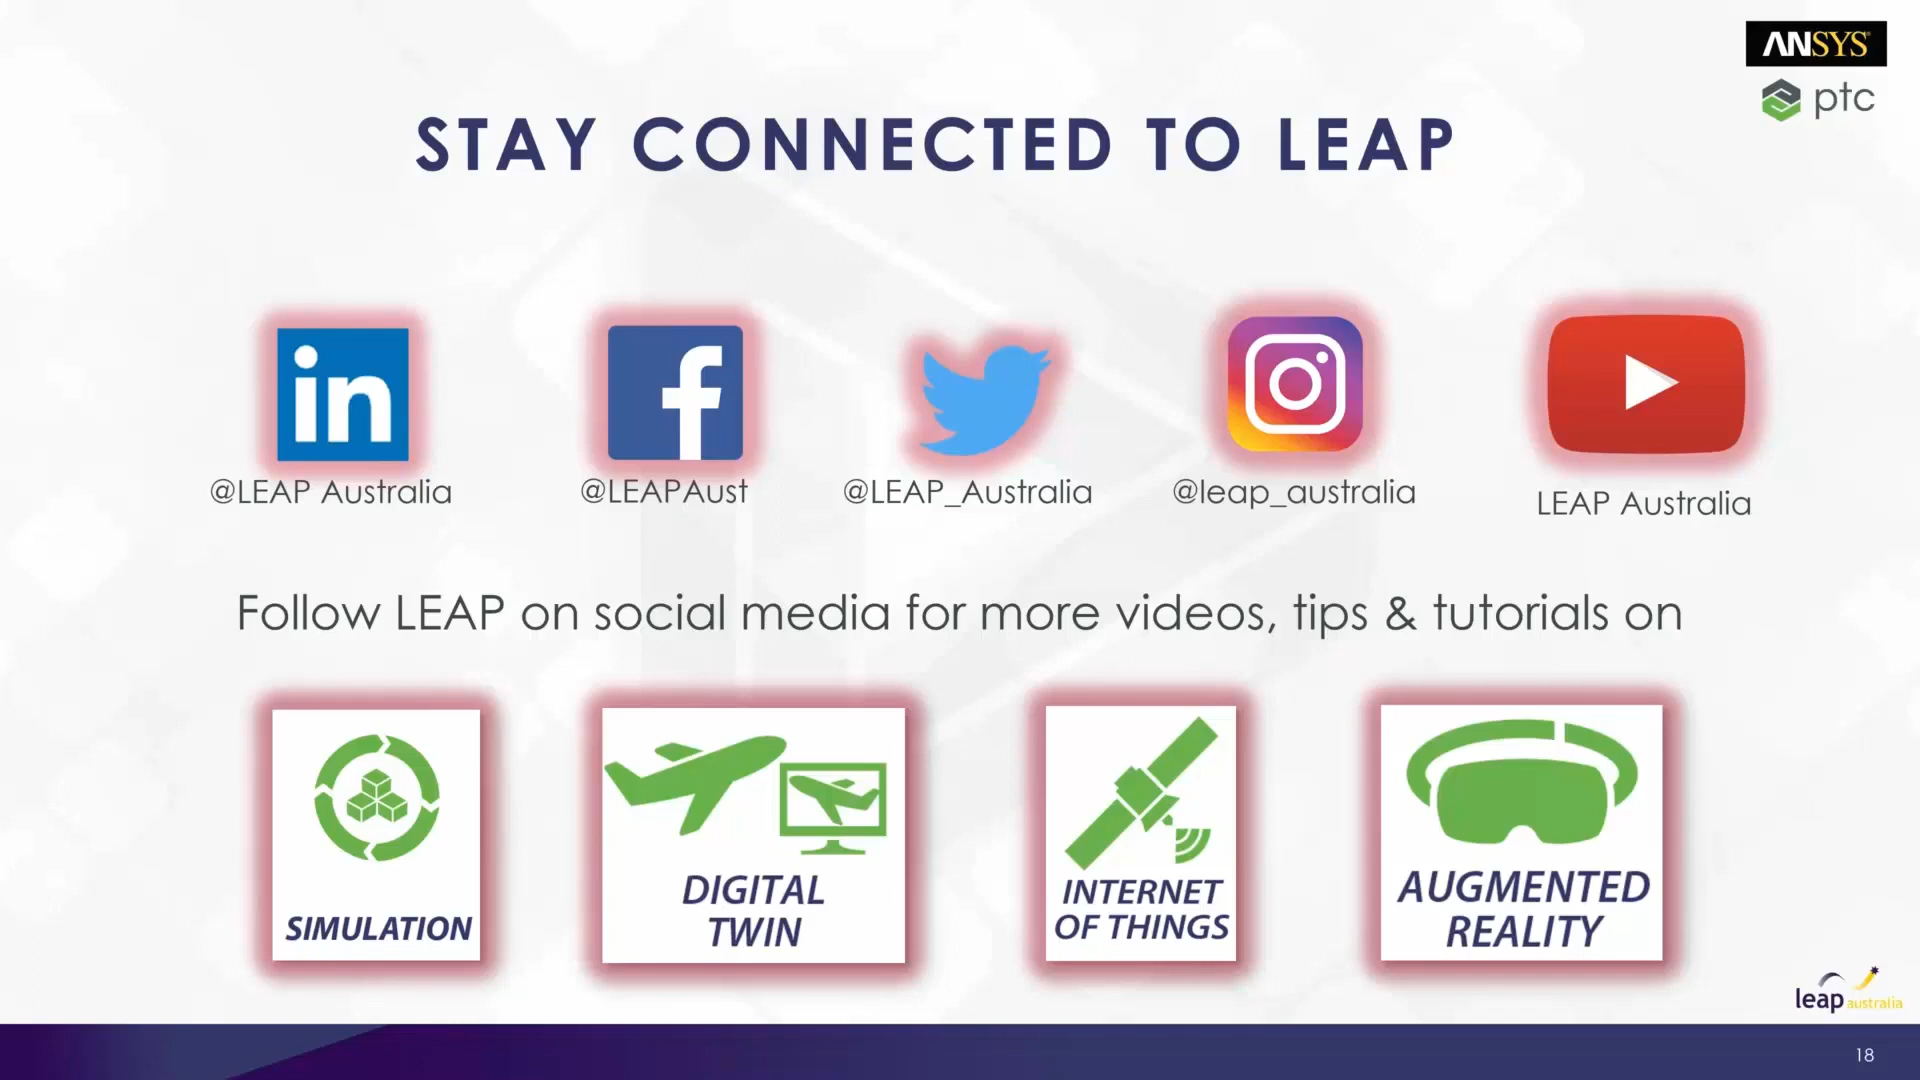 ANSYS
ptc
STAY CONNECTED TO LEAP
in
f
@LEAP Australia
@LEAPAust
@LEAP_Australia
@leap_australia
LEAP Australia
Follow LEAP on social media for more videos, tips & tutorials on
SIMULATION
DIGITAL
TWIN
INTERNET
OF THINGS
AUGMENTED
REALITY
leap australia
18